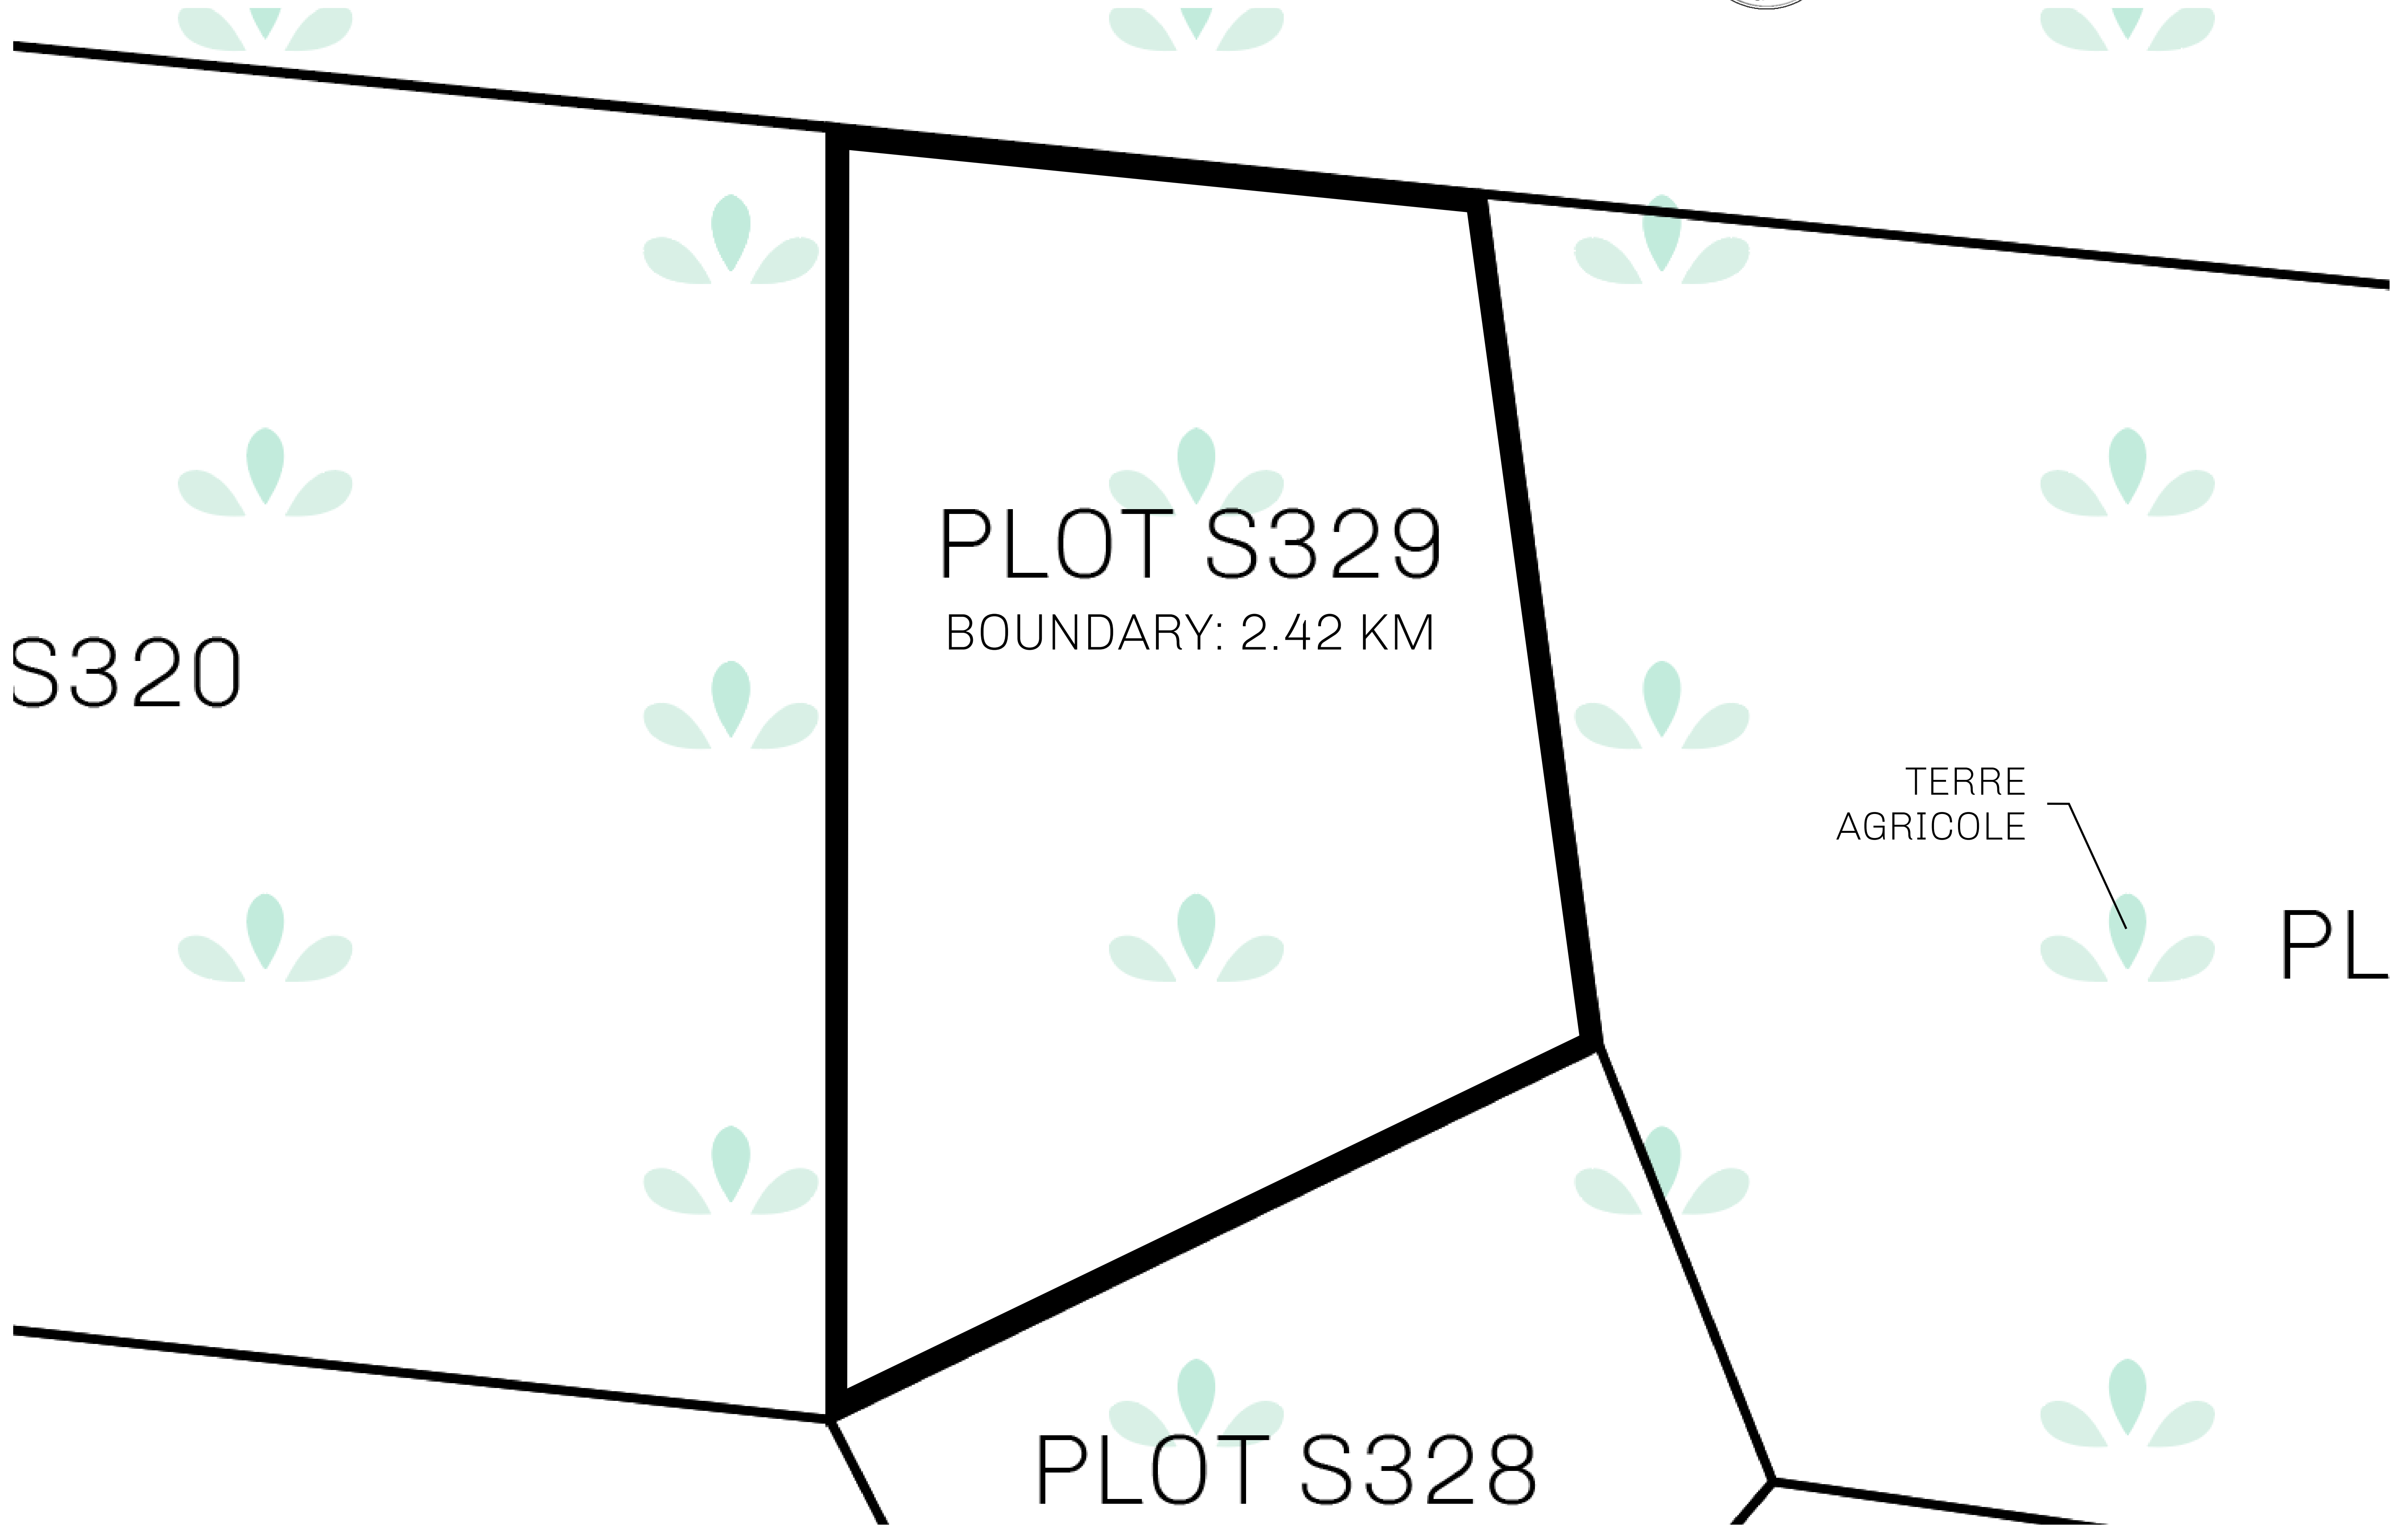 PLOT S329
BOUNDARY: 2.42 KM
S320
TERRE
AGRICOLE
PL
PLOT S328